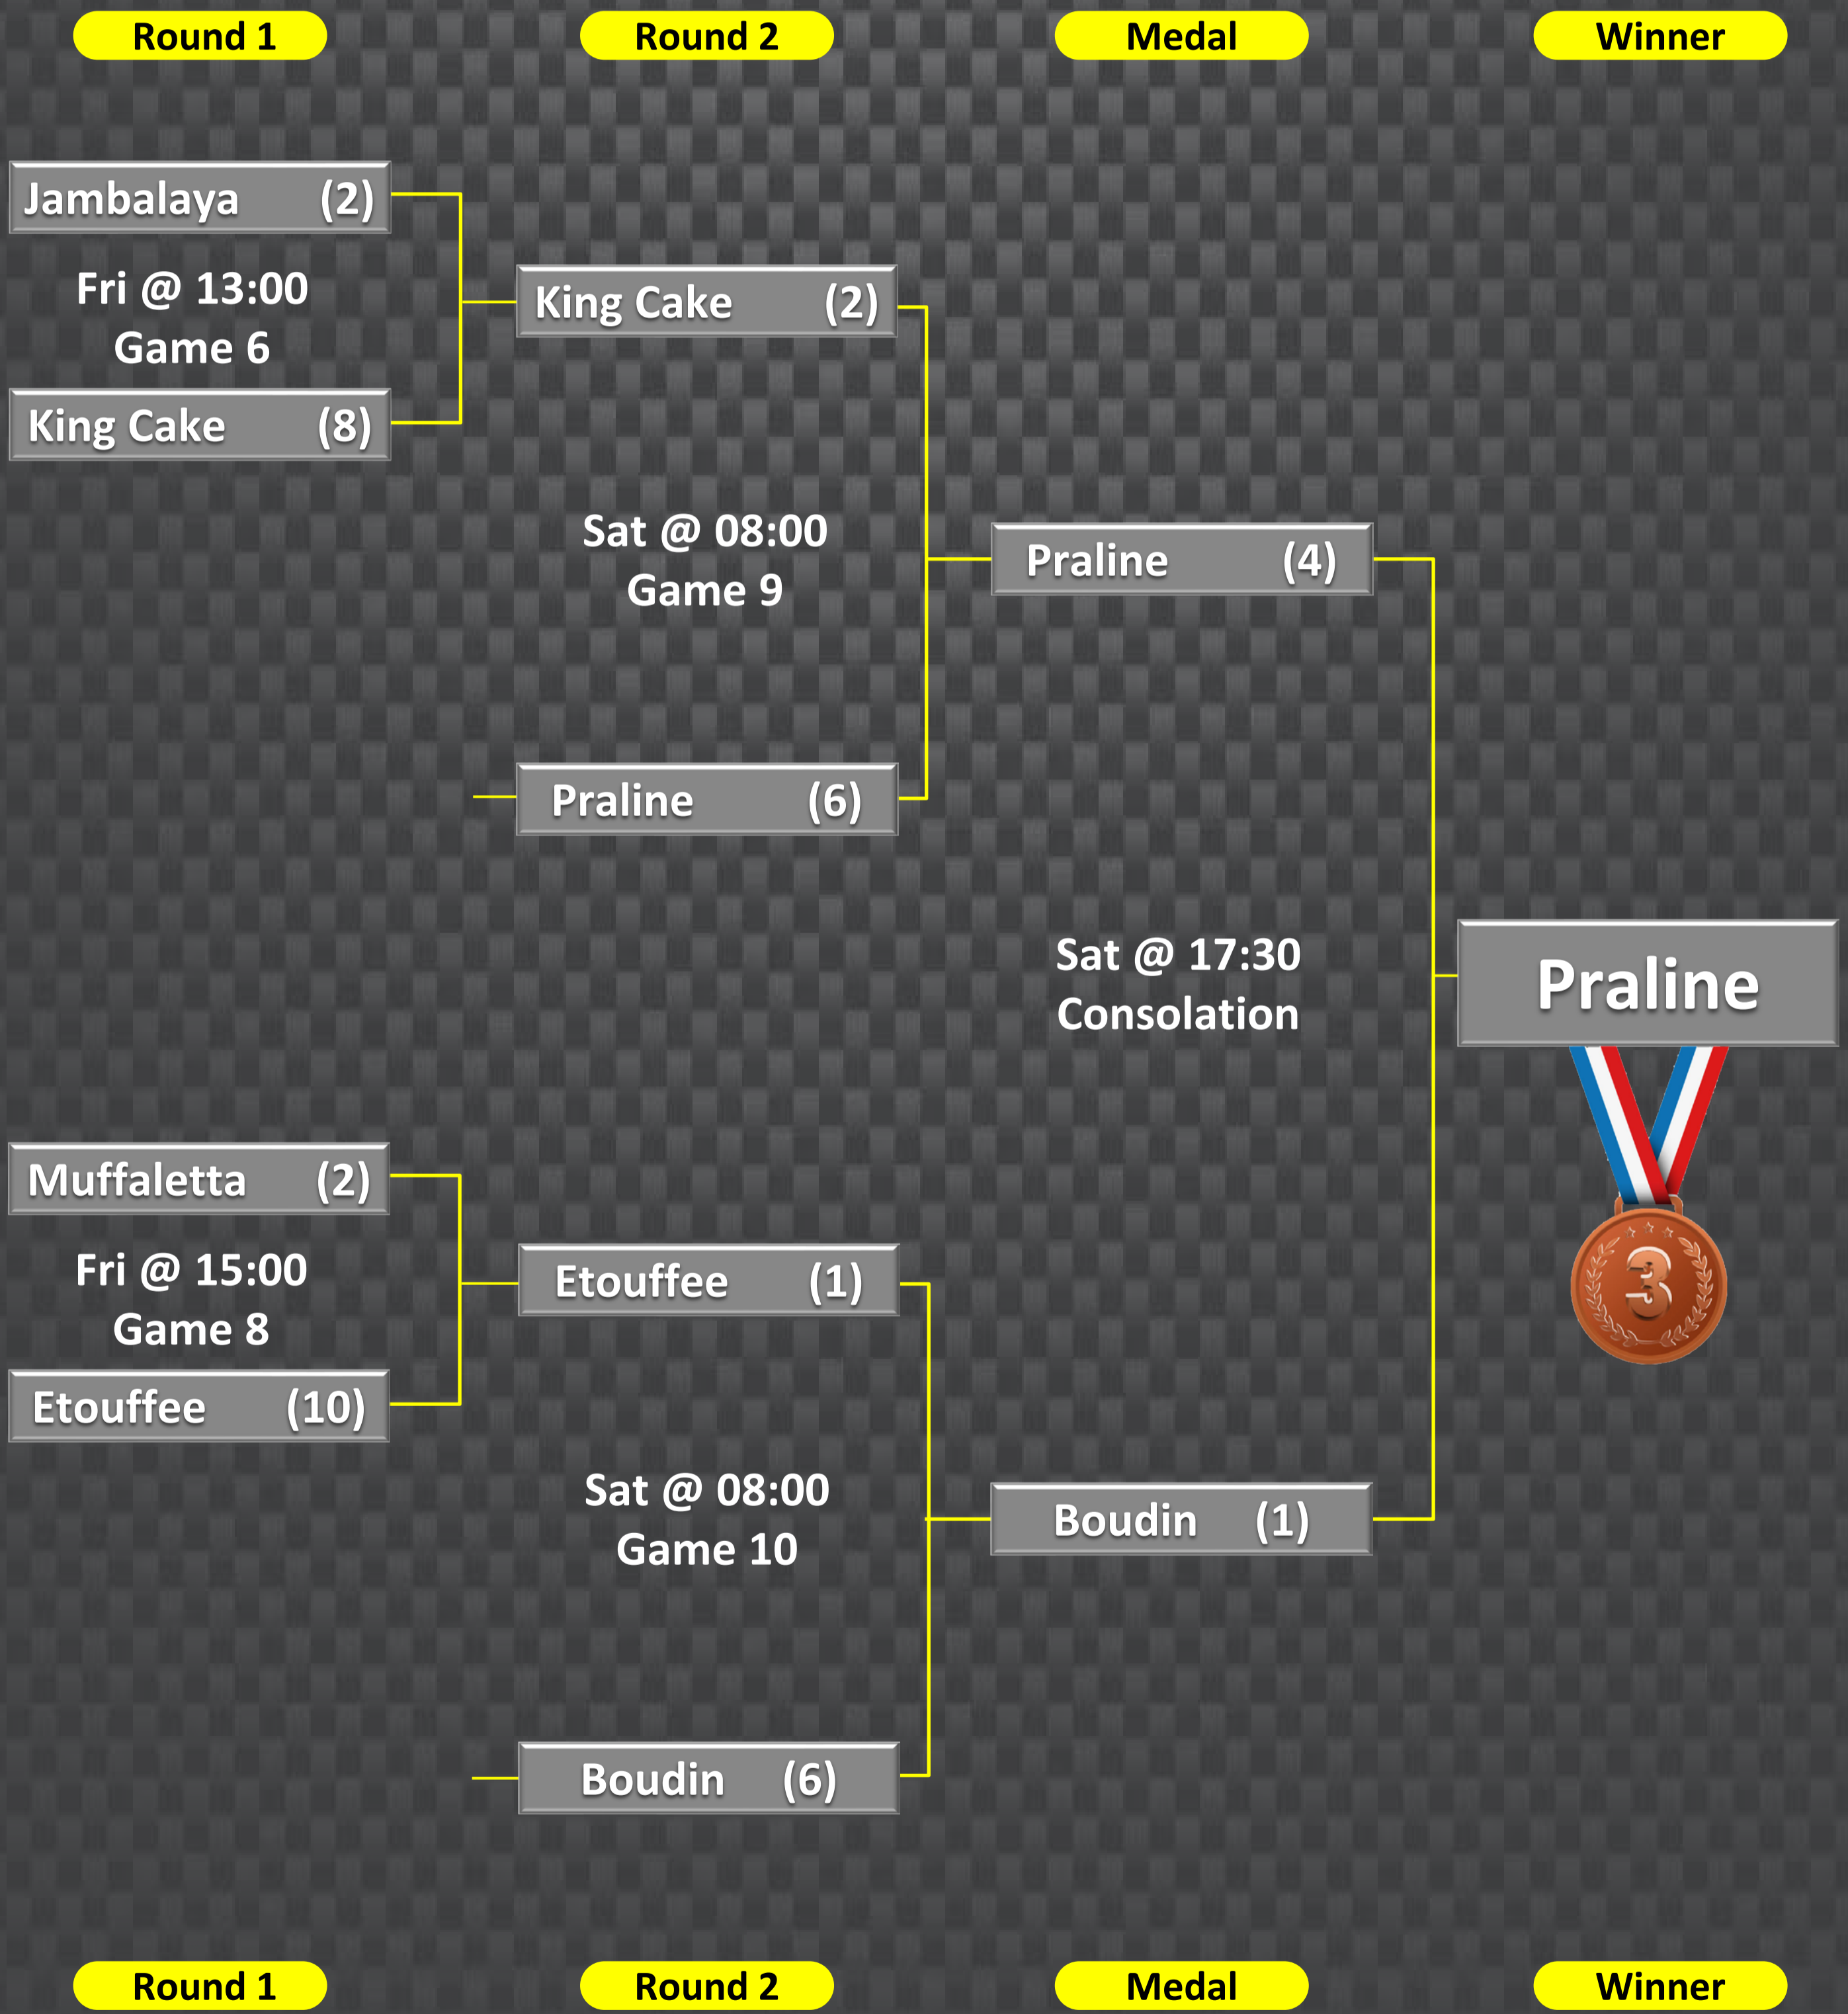 Round 1
Round 2
Medal
Winner
Jambalaya (2)
Fri @ 13:00
Game 6
King Cake (8)
King Cake (2)
Sat @ 08:00
Game 9
Praline (6)
Praline (4)
Sat @ 17:30
Consolation
Praline
3
Muffaletta (2)
Fri @ 15:00
Game 8
Etouffee (10)
Etouffee (1)
Sat @ 08:00
Game 10
Boudin (6)
Boudin (1)
Round 1
Round 2
Medal
Winner